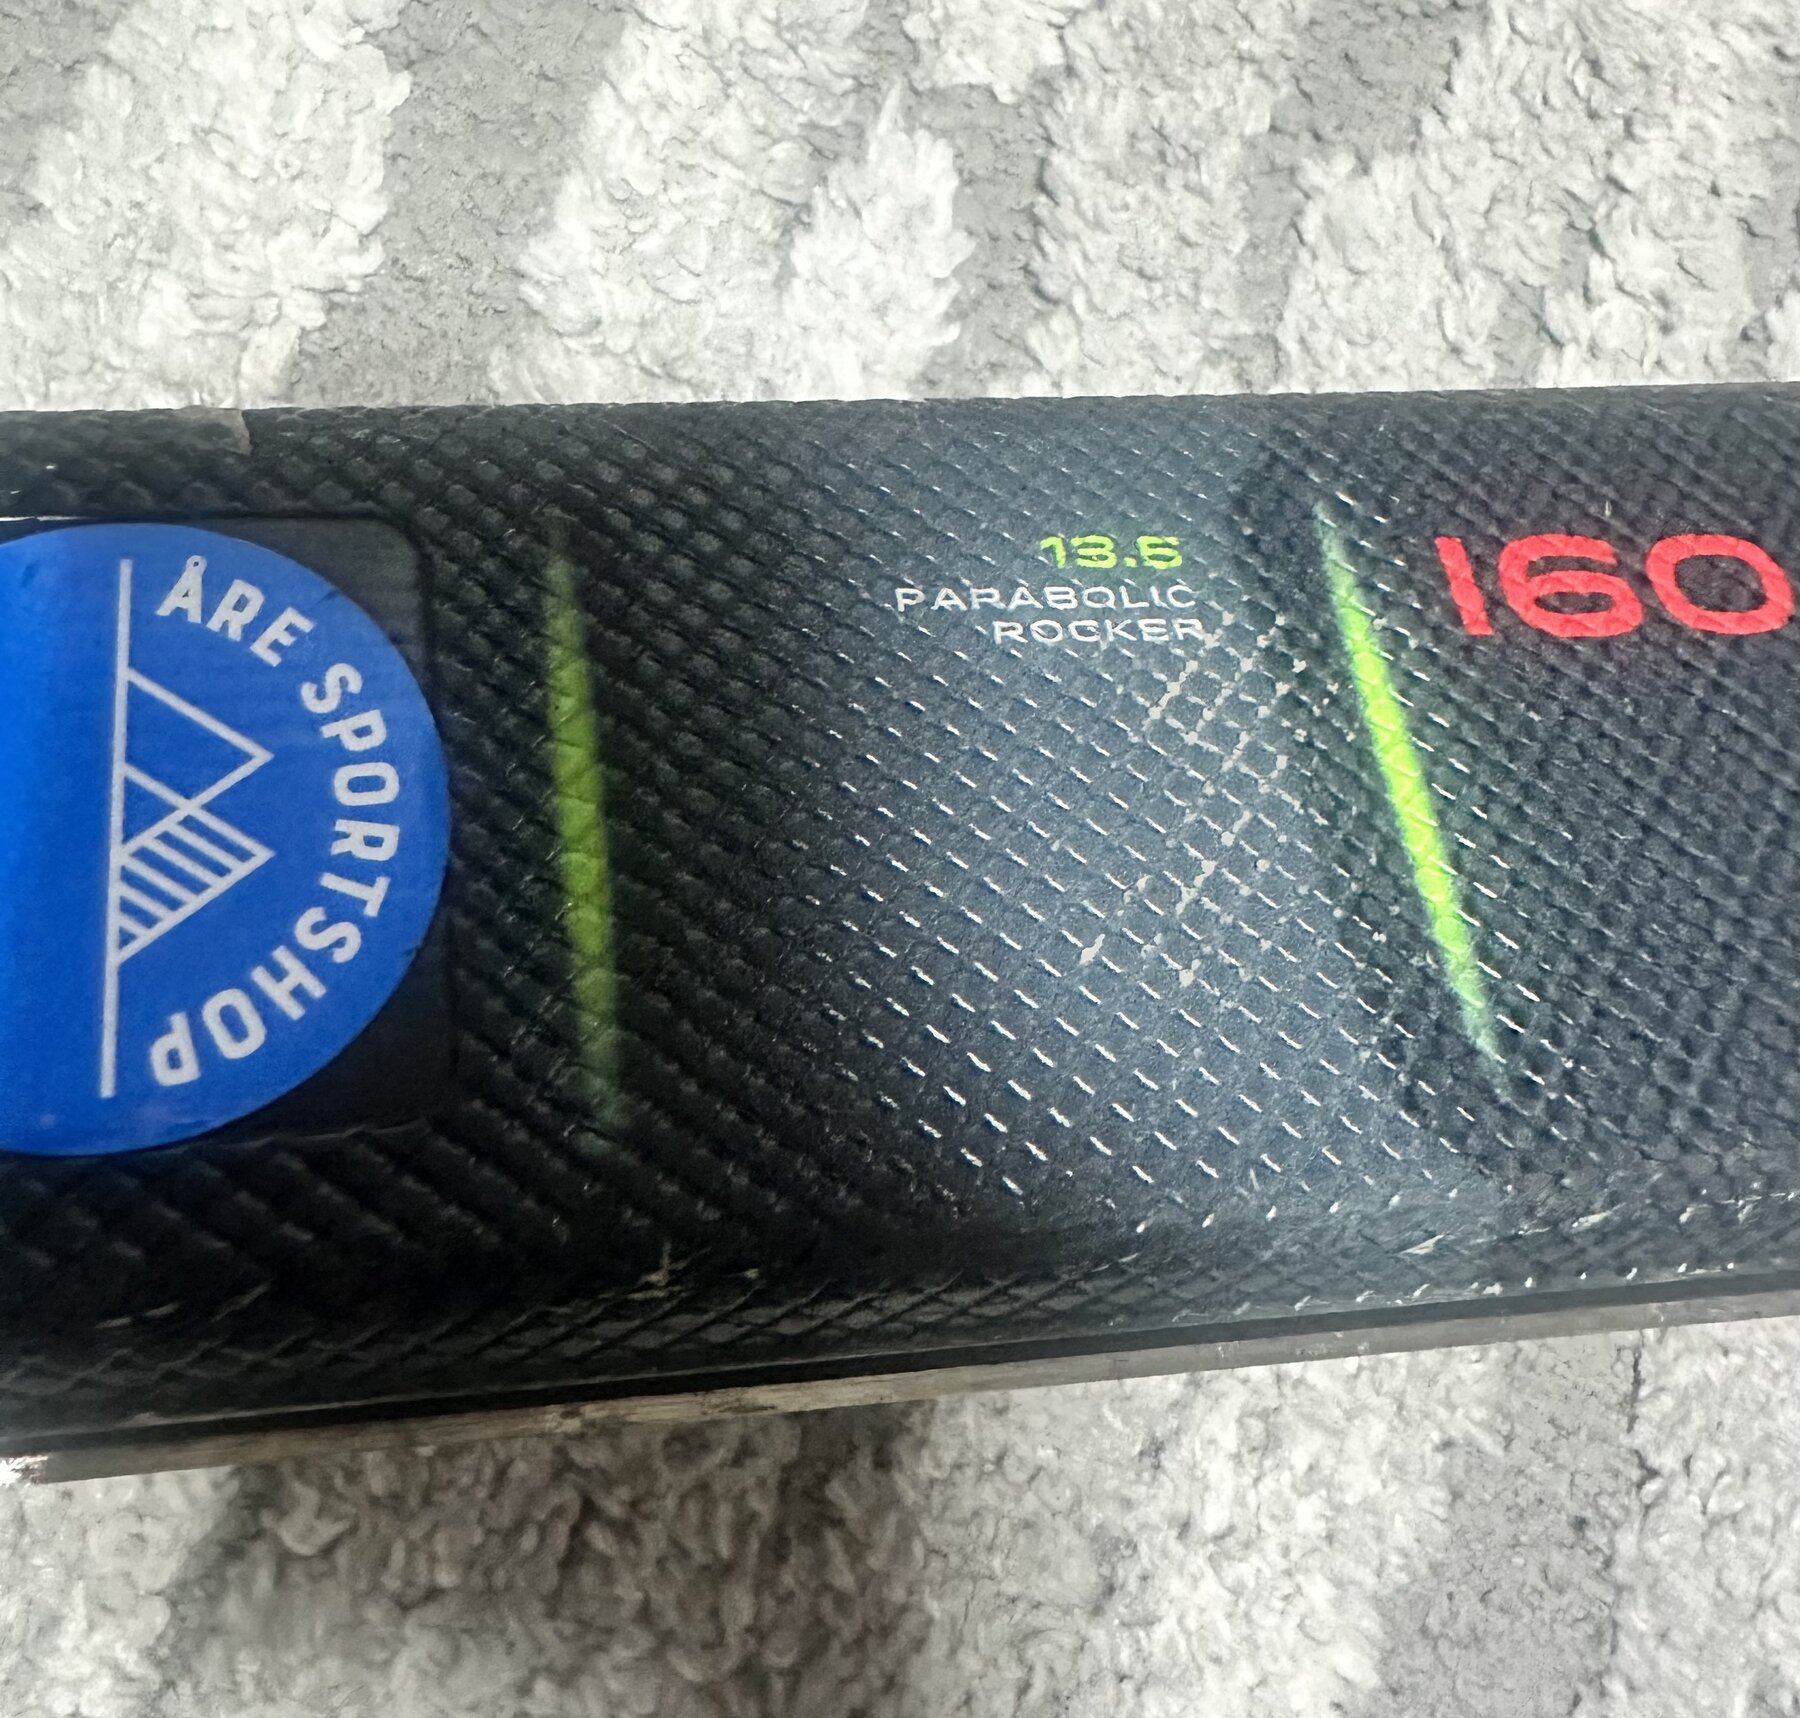 ÅRE SPORTSHOP
13.5
PARABOLIC
ROCKER
160